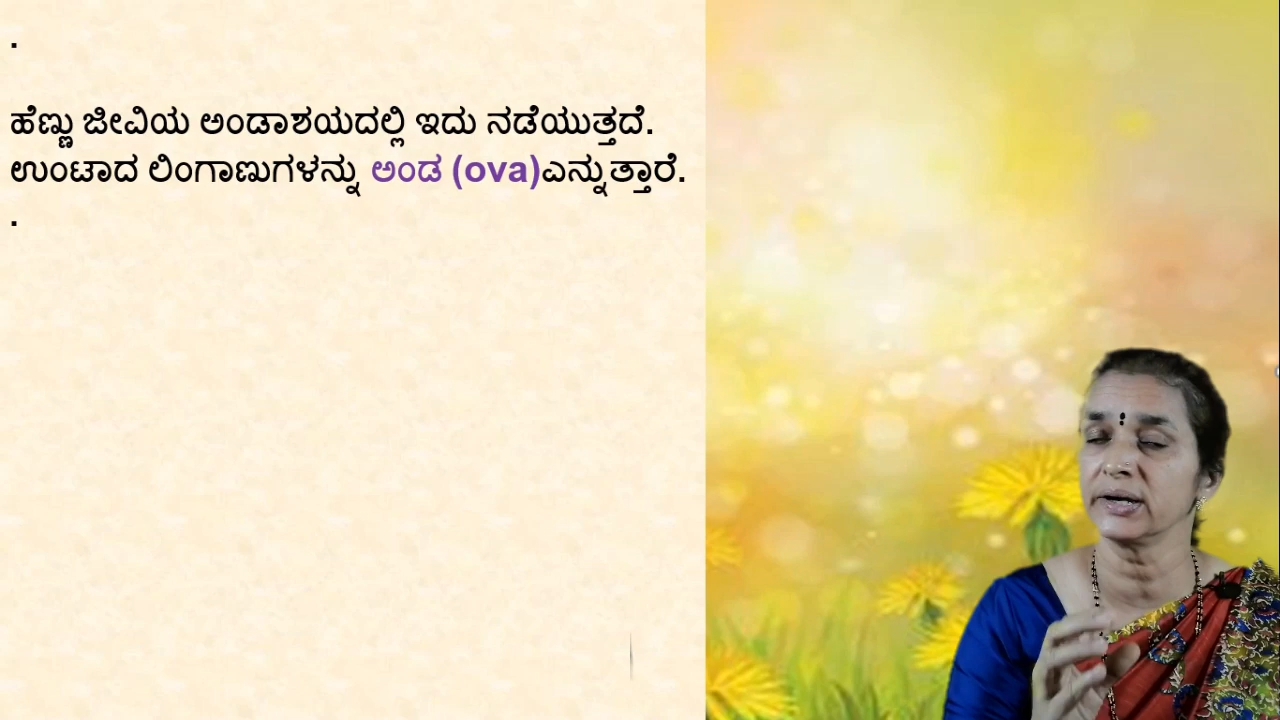 .
ಹೆಣ್ಣು ಜೀವಿಯ ಅಂಡಾಶಯದಲ್ಲಿ ಇದು ನಡೆಯುತ್ತದೆ.
ಉಂಟಾದ ಲಿಂಗಾಣುಗಳನ್ನು ಅಂಡ (ova)ಎನ್ನುತ್ತಾರೆ.
.